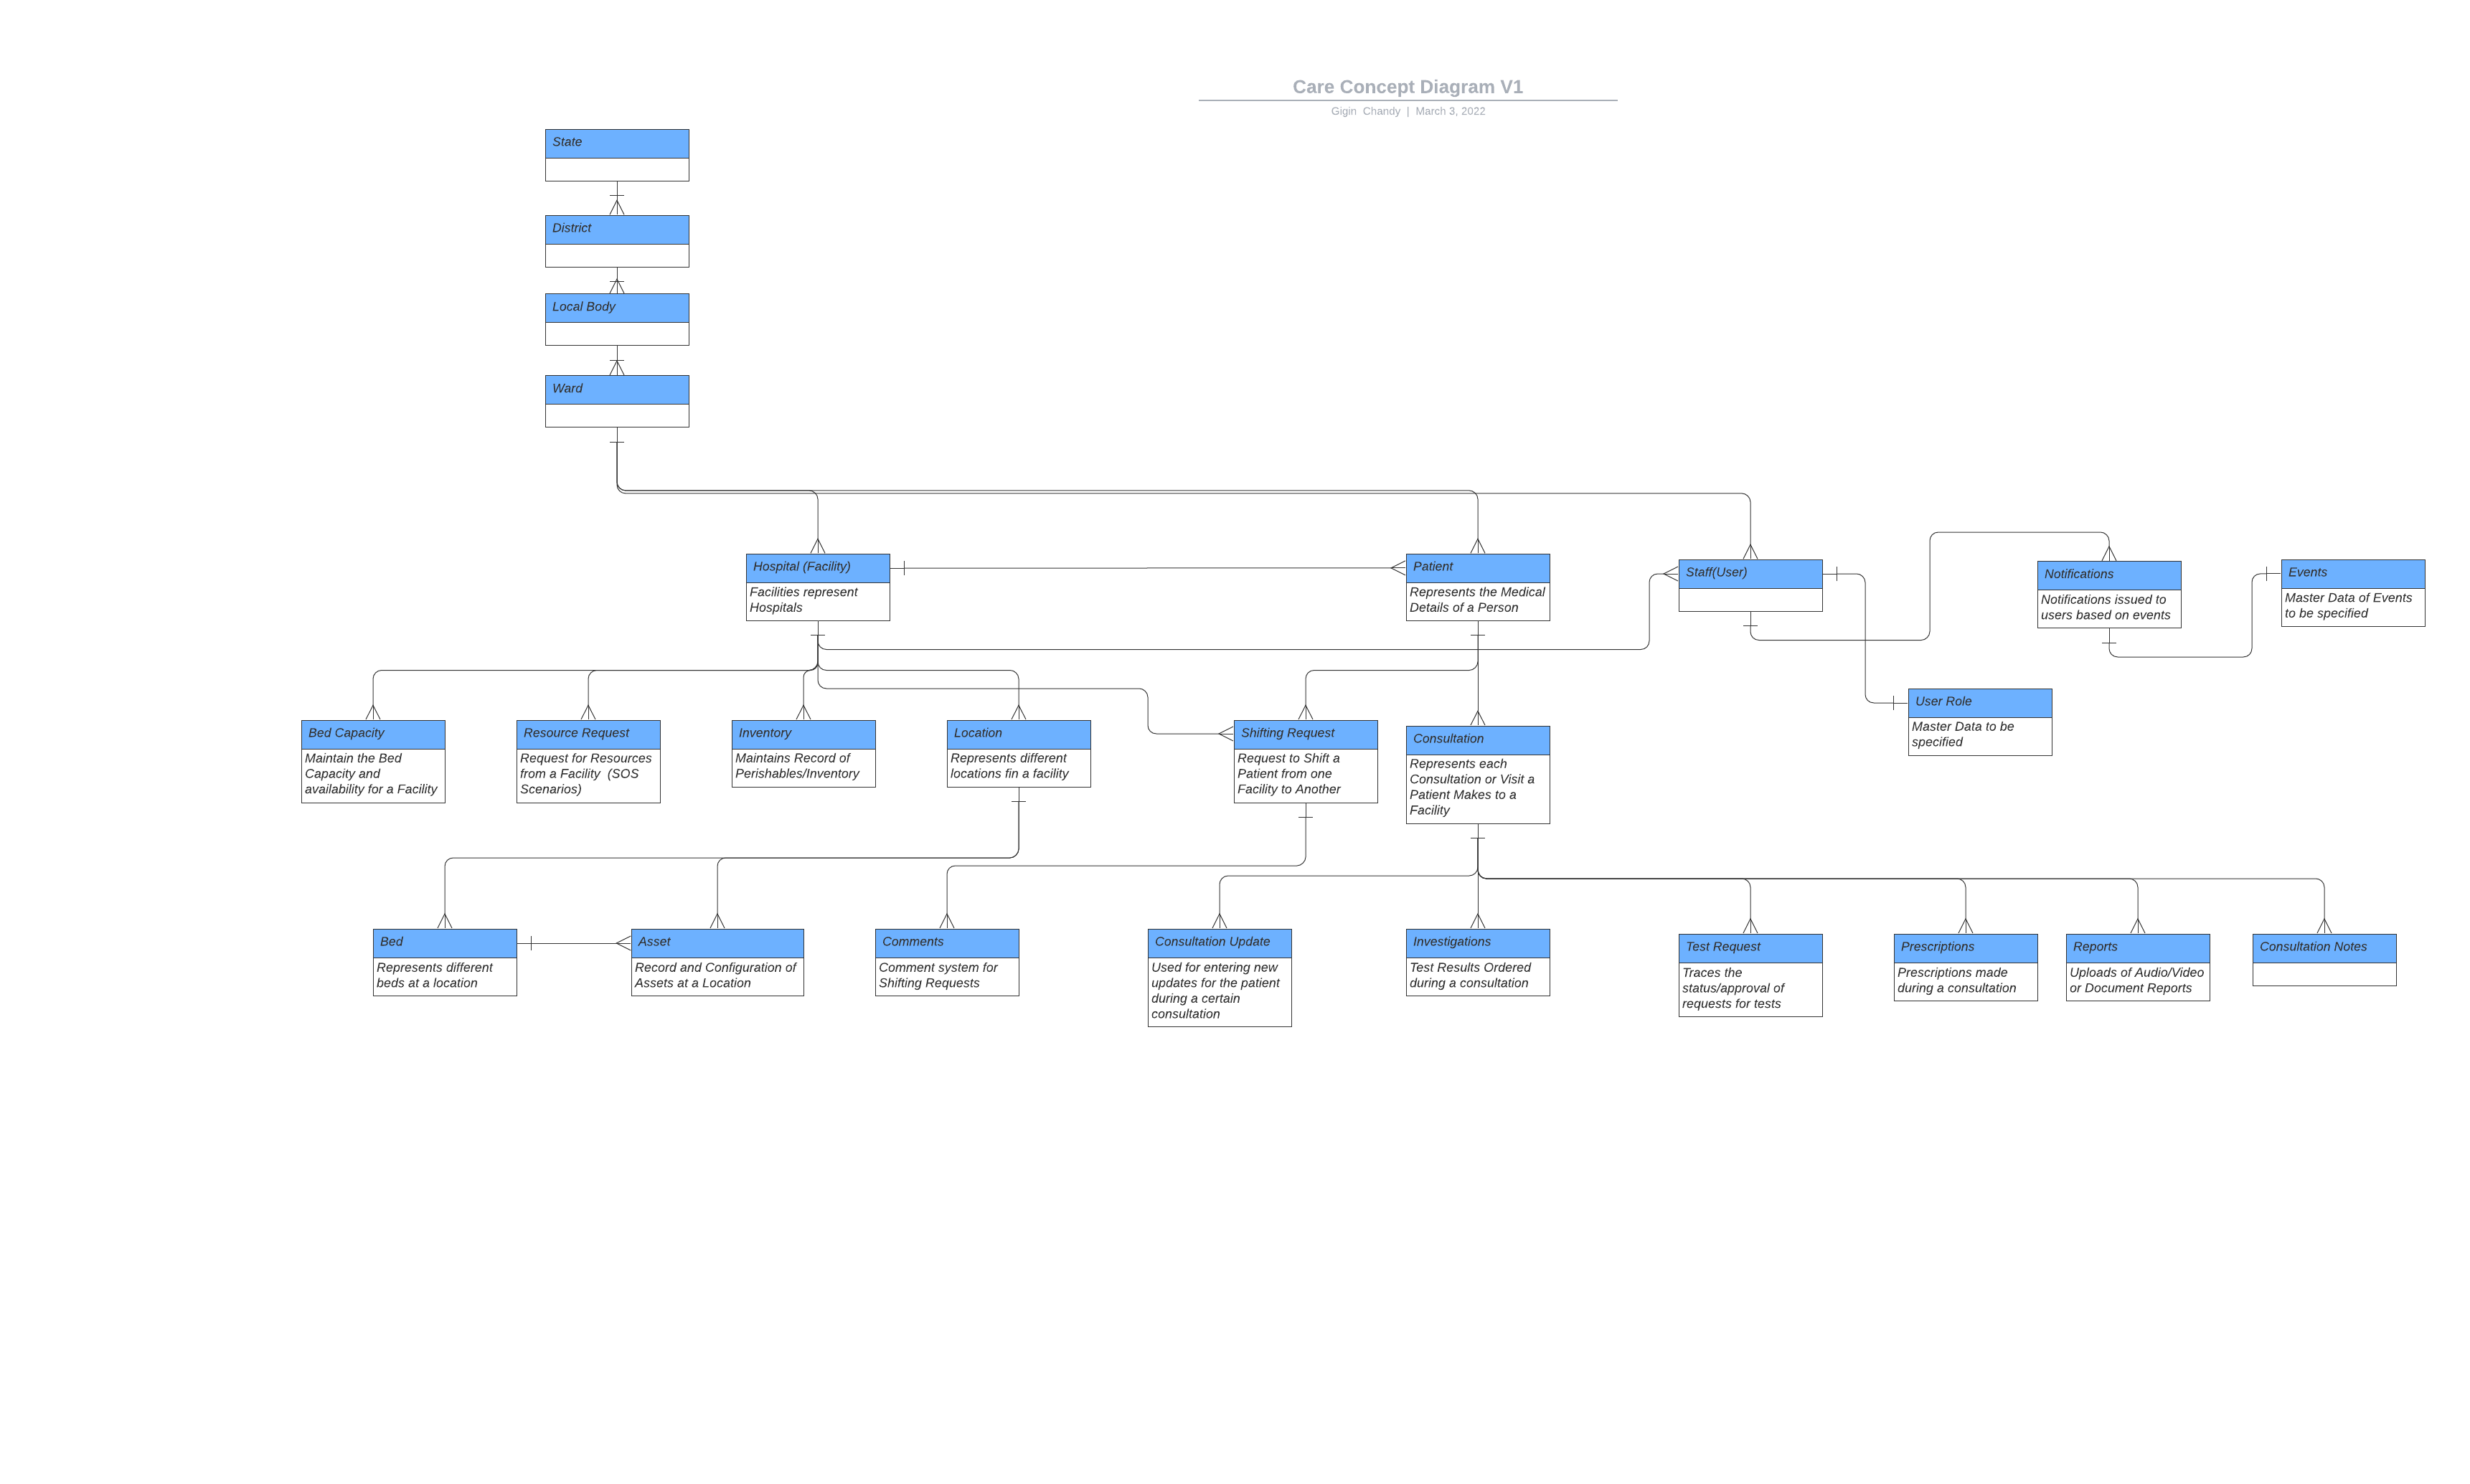 Care Concept Diagram V1
Gigin Chandy | March 3, 2022
State
District
Local Body
Ward
Hospital (Facility)
Facilities represent
Hospitals
Patient
Represents the Medical
Details of a Person
Staff(User)
Notifications
Notifications issued to
users based on events
Events
Master Data of Events
to be specified
User Role
Master Data to be
specified
Bed Capacity
Maintain the Bed
Capacity and
availability for a Facility
Resource Request
Request for Resources
from a Facility (SOS
Scenarios)
Inventory
Maintains Record of
Perishables/Inventory
Location
Represents different
locations fin a facility
Shifting Request
Request to Shift a
Patient from one
Facility to Another
Consultation
Represents each
Consultation or Visit a
Patient Makes to a
Facility
Bed
Represents different
beds at a location
Asset
Record and Configuration of
Assets at a Location
Comments
Comment system for
Shifting Requests
Consultation Update
Used for entering new
updates for the patient
during a certain
consultation
Investigations
Test Results Ordered
during a consultation
Test Request
Traces the
status/approval of
requests for tests
Prescriptions
Prescriptions made
during a consultation
Reports
Uploads of Audio/Video
or Document Reports
Consultation Notes